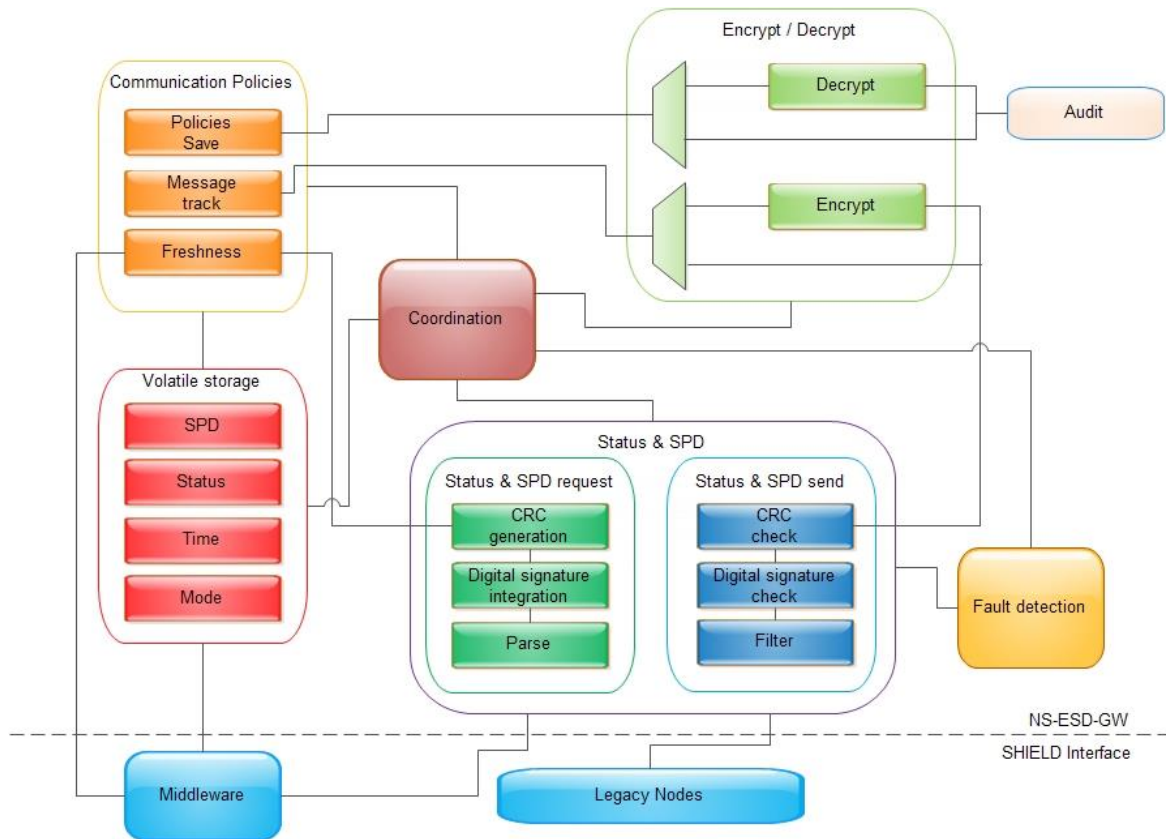 Encrypt / Decrypt
Communication Policies
Decrypt
Audit
Policies
Save
Message
track
Encrypt
Freshness
Coordination
Volatile storage
SPD
Status
Time
Mode
Status & SPD
Status & SPD request
CRC
generation
Digital signature
integration
Parse
Status & SPD send
CRC
check
Digital signature
check
Filter
Fault detection
NS-ESD-GW
SHIELD Interface
Middleware
Legacy Nodes